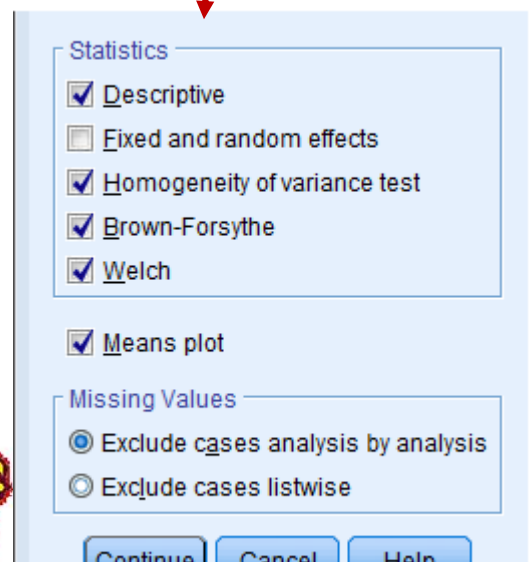 Statistics
Descriptive
Fixed and random effects
Homogeneity of variance test
Brown-Forsythe
Welch
Means plot
Missing Values
Exclude cases analysis by analysis
Exclude cases listwise
Continue Cancel Help